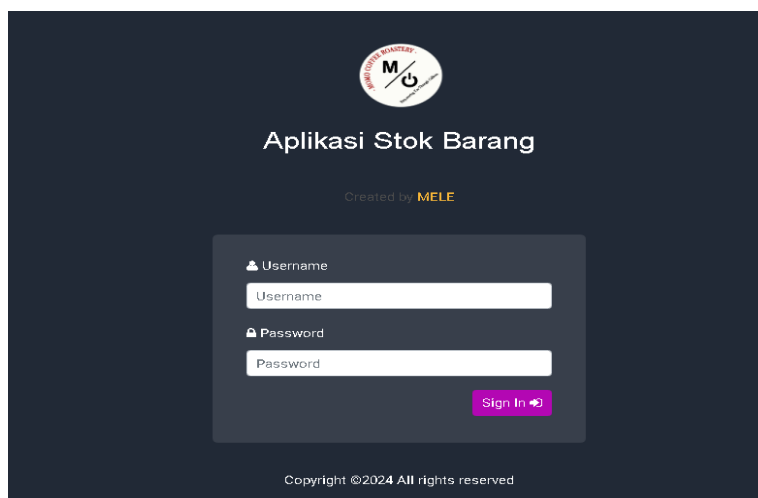 MOKO COFFEE ROASTERY
M
Aplikasi Stok Barang
Created by MELE
Username
Username
Password
Password
Sign In
Copyright ©2024 All rights reserved